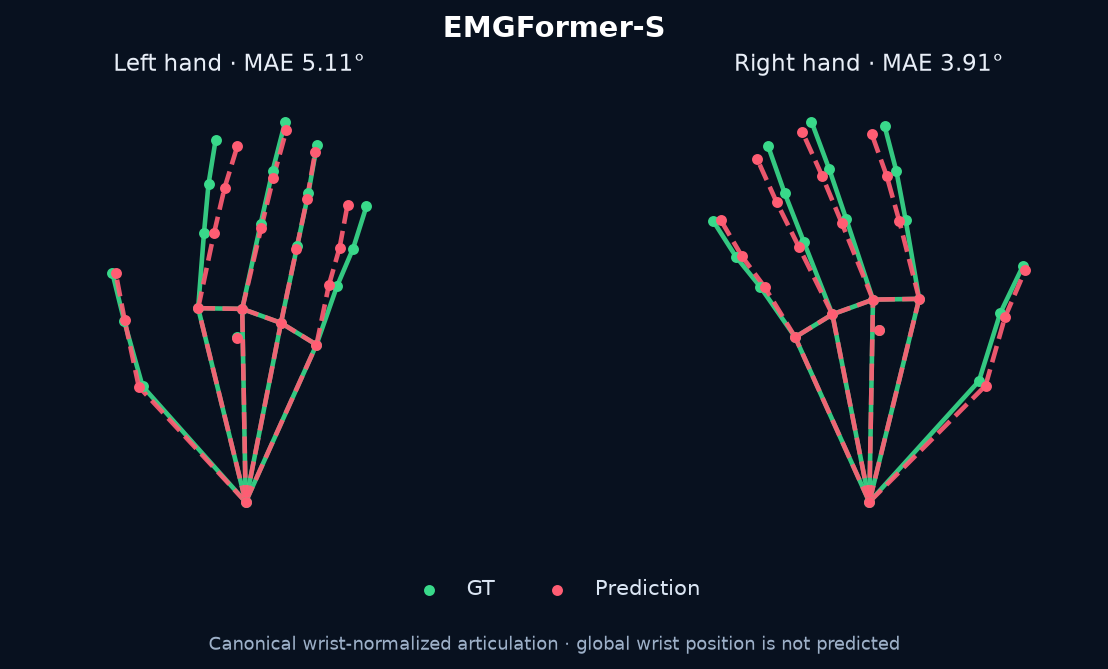 EMGFormer-S
Left hand · MAE 5.11°
Right hand · MAE 3.91°
GT
Prediction
Canonical wrist-normalized articulation · global wrist position is not predicted